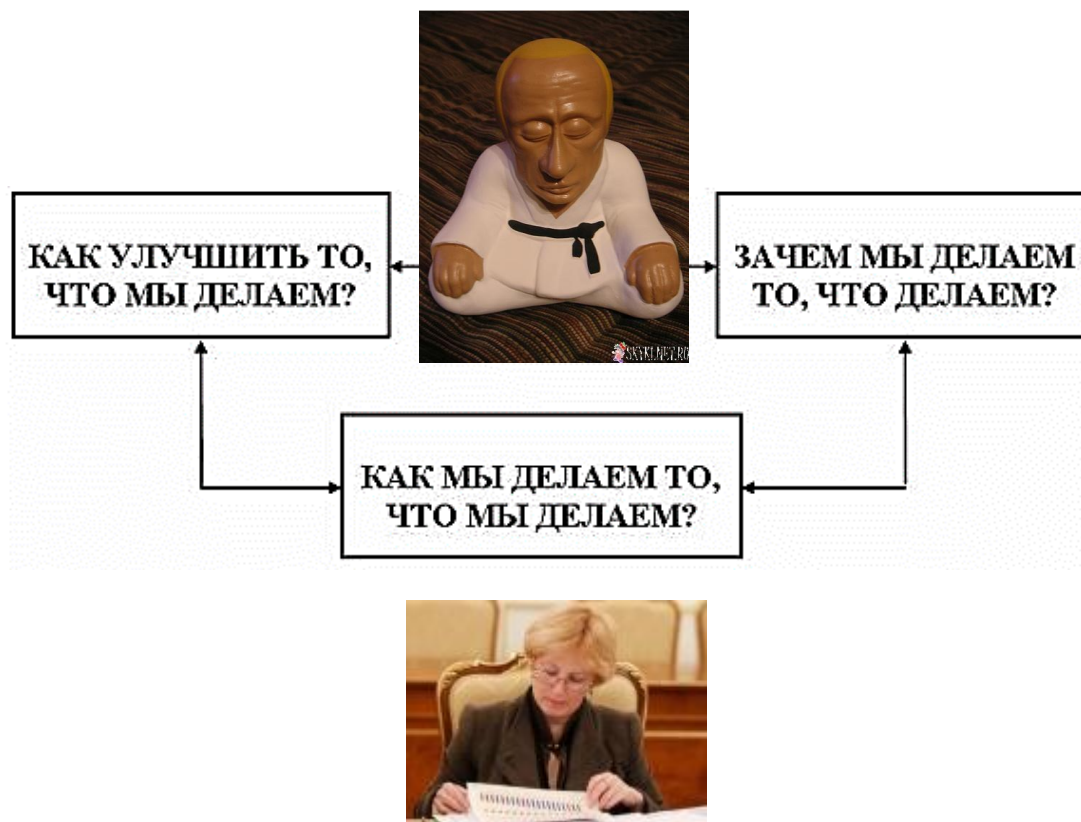 КАК УЛУЧШИТЬ ТО,
ЧТО МЫ ДЕЛАЕМ?
ЗАЧЕМ МЫ ДЕЛАЕМ
ТО, ЧТО ДЕЛАЕМ?
КАК МЫ ДЕЛАЕМ ТО,
ЧТО МЫ ДЕЛАЕМ?